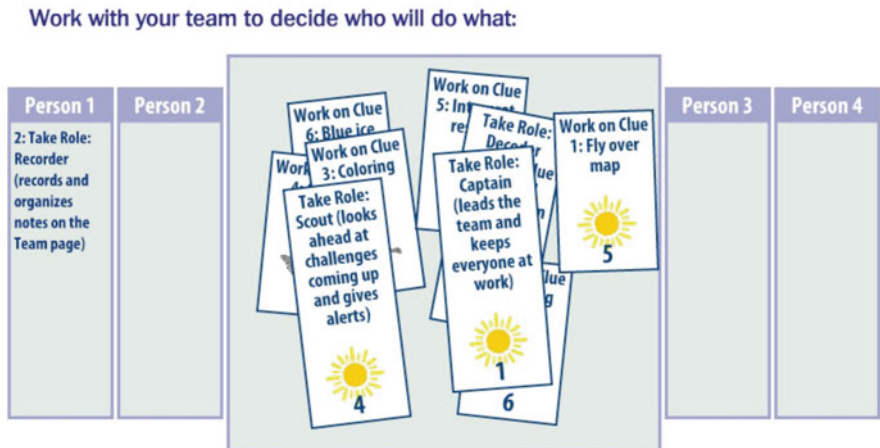 Work with your team to decide who will do what:
Person 1
2: Take Role:
Recorder
(records and
organizes
notes on the
Team page)
Person 2
Work on Clue
6: Blue ice
Work on Clue
3: Coloring
Take Role:
Scout (looks
ahead at
challenges
coming up
and gives
alerts)
4
Work on Clue
5:
Take Role:
Take Role:
Captain
(leads the
team and
keeps
everyone at
work)
1
6
Work on Clue
1: Fly over
map
5
Person 3
Person 4